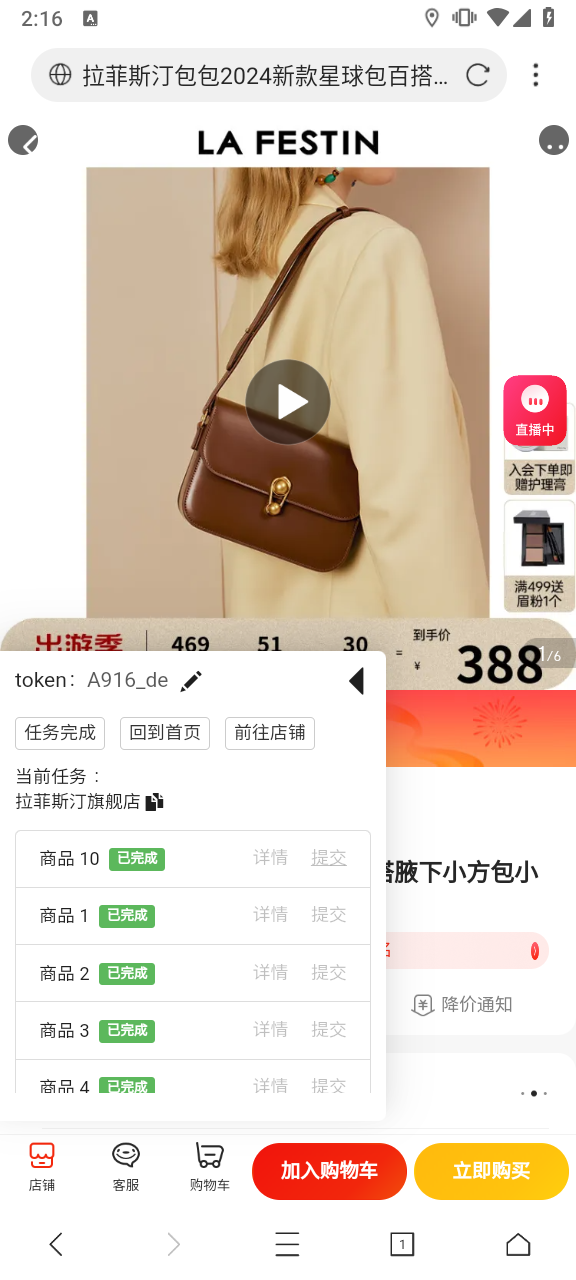 2:16
A
拉菲斯汀包包2024新款星球包百搭...
LA FESTIN
直播中
入会下单即
赠护理膏
满499送
眉粉1个
出游季
469
51
30
=
到手价
¥
388
1/6
token: A916_de
任务完成
回到首页
前往店铺
当前任务：
拉菲斯汀旗舰店
商品 10 已完成 详情 提交
商品 1 已完成 详情 提交
商品 2 已完成 详情 提交
商品 3 已完成 详情 提交
商品 4 已完成 详情 提交
搭腋下小方包小
名
降价通知
店铺
客服
购物车
加入购物车
立即购买
1